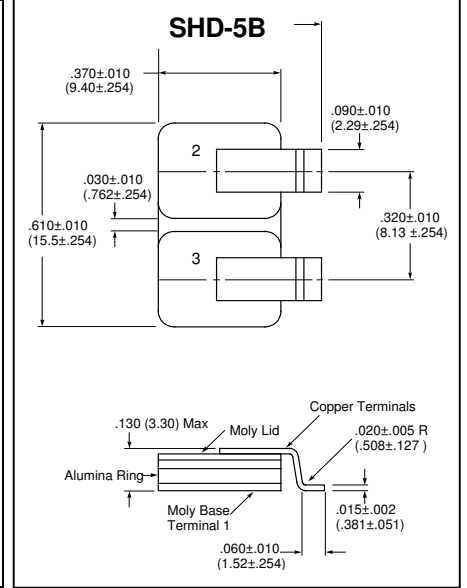 SHD-5B
.370±.010
(9.40±.254)
.090±.010
(2.29±.254)
2
.030±.010
(.762±.254)
.320±.010
(8.13 ±.254)
.610±.010
(15.5±.254)
3
Copper Terminals
.130 (3.30) Max
Moly Lid
.020±.005 R
(.508±.127 )
Alumina Ring
Moly Base
Terminal 1
.015±.002
(.381±.051)
.060±.010
(1.52±.254)